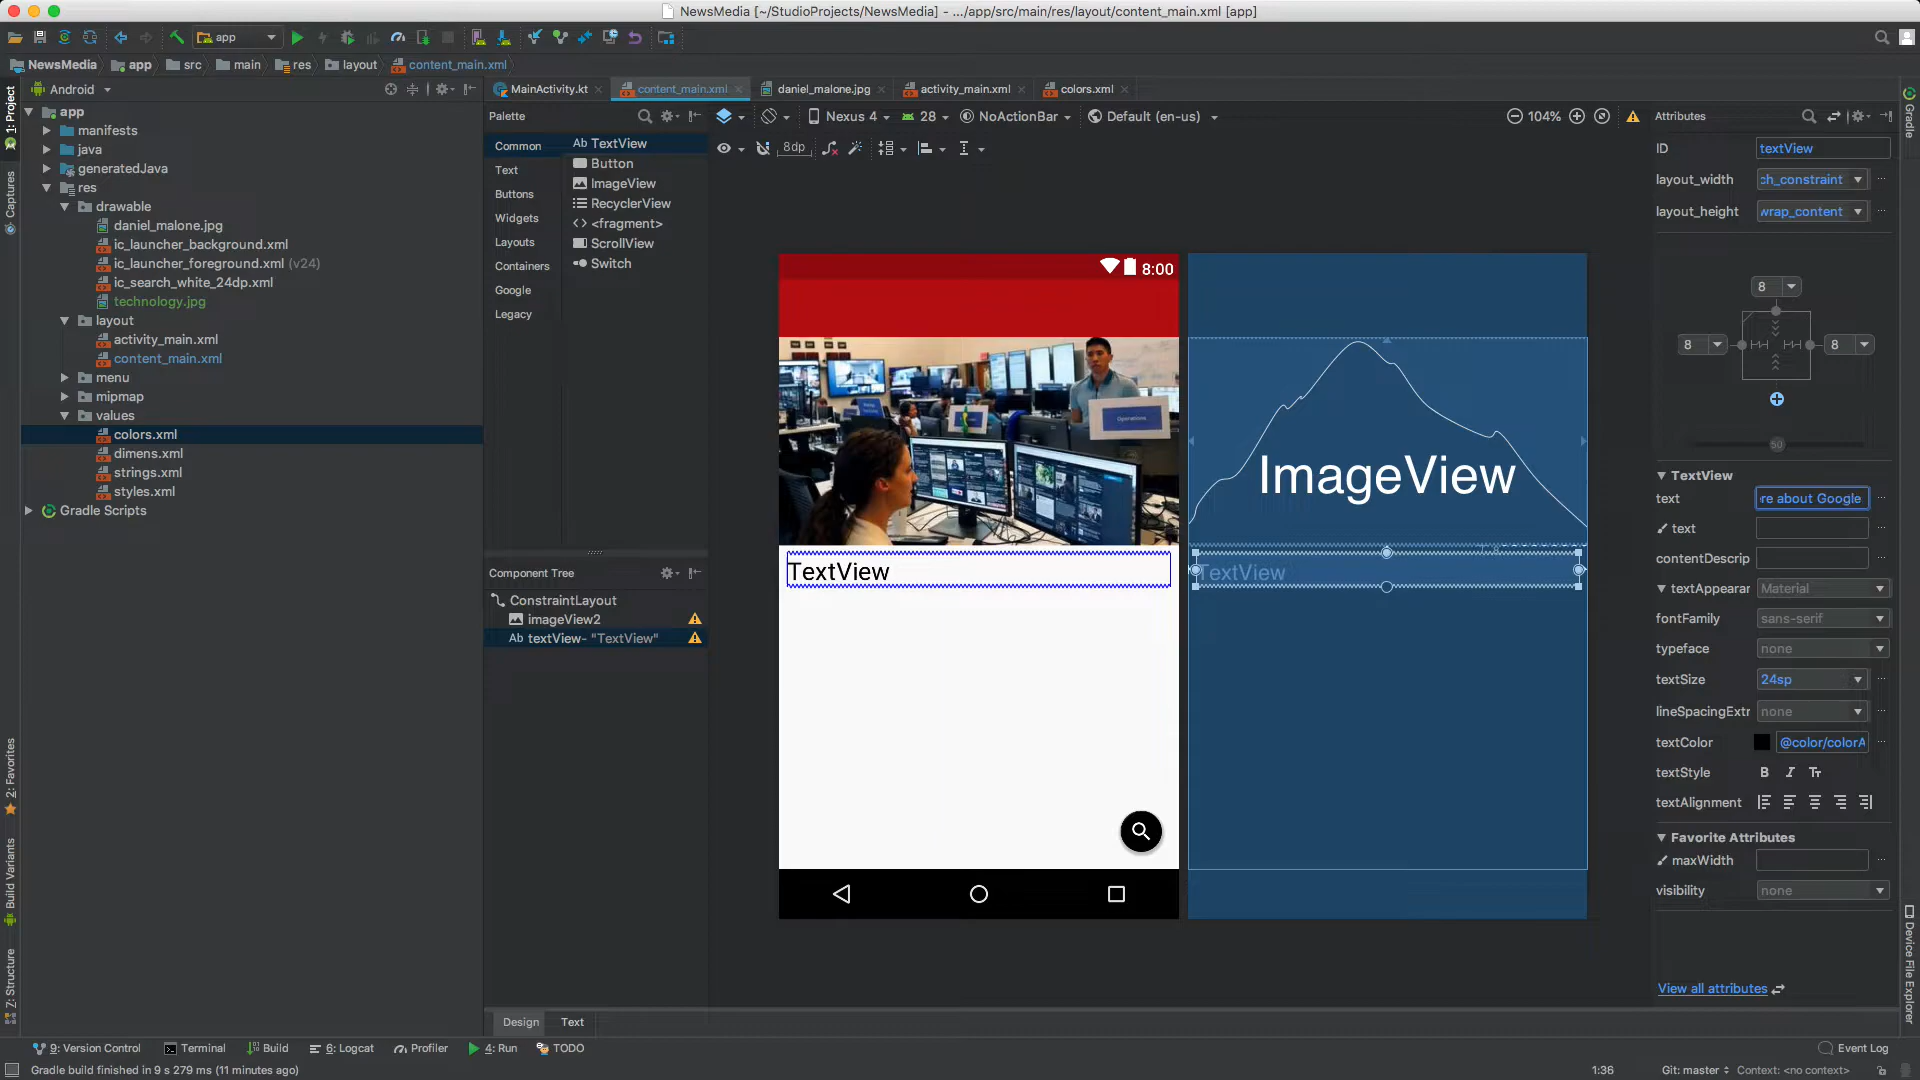 NewsMedia [~/StudioProjects/NewsMedia] - .../app/src/main/res/layout/content_main.xml [app]
app
NewsMedia app src main res layout content_main.xml
Android
MainActivity.kt content_main.xml daniel_malone.jpg activity_main.xml colors.xml
1: Project
Captures
2: Favorites
Build Variants
Z: Structure
app
manifests
java
generatedJava
res
drawable
daniel_malone.jpg
ic_launcher_background.xml
ic_launcher_foreground.xml (v24)
ic_search_white_24dp.xml
technology.jpg
layout
activity_main.xml
content_main.xml
menu
mipmap
values
colors.xml
dimens.xml
strings.xml
styles.xml
Gradle Scripts
Palette
Common
Text
Buttons
Widgets
Layouts
Containers
Google
Legacy
Ab TextView
Button
ImageView
RecyclerView
<> <fragment>
ScrollView
Switch
Component Tree
ConstraintLayout
imageView2
Ab textView- "TextView"
Nexus 4 28 NoActionBar Default (en-us) 104%
8dp
8:00
Operations
TextView
ImageView
8
TextView
Attributes
ID textView
layout_width ch_constraint
layout_height wrap_content
8
8 8
50
TextView
text re about Google
text
contentDescrip
textAppearar Material
fontFamily sans-serif
typeface none
textSize 24sp
lineSpacingExtr none
textColor @color/colorA
textStyle B I Tт
textAlignment
Favorite Attributes
maxWidth
visibility none
View all attributes
Gradle
Device File Explorer
Design Text
9: Version Control Terminal Build 6: Logcat Profiler 4: Run TODO Event Log
Gradle build finished in 9 s 279 ms (11 minutes ago) 1:36 Git: master Context: <no context>